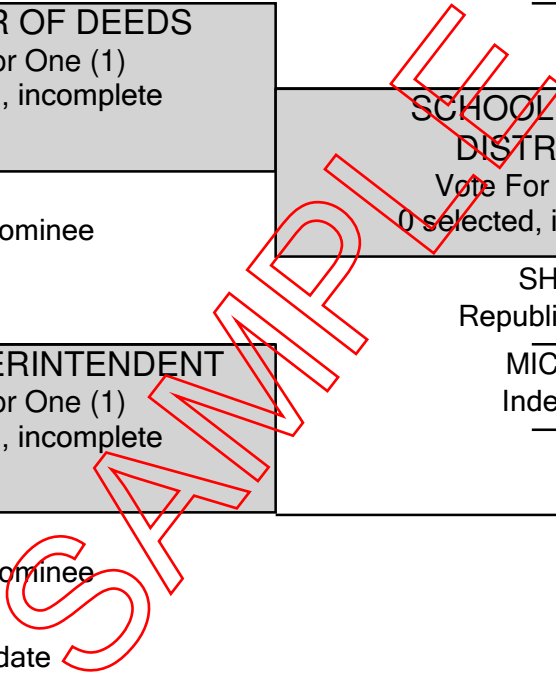 R OF DEEDS
or One (1)
, incomplete
ominee
ERINTENDENT
or One (1)
, incomplete
ominee
date
SCHOOL
DISTR
Vote For
0 selected, i
SH
Republi
MIC
Inde
SAMPLE